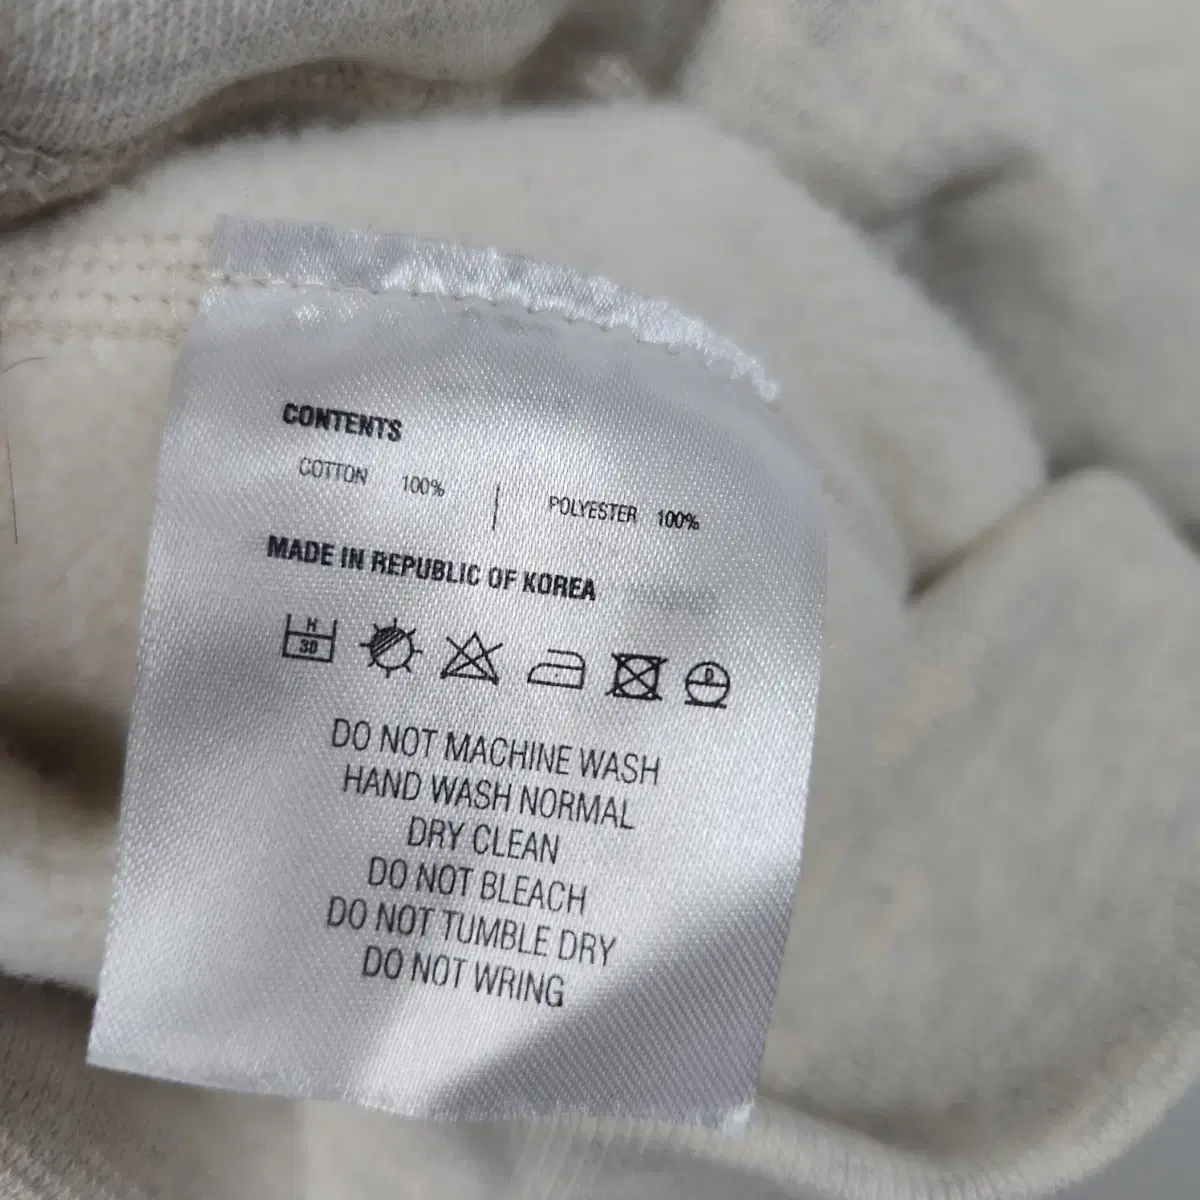 CONTENTS
COTTON 100% | POLYESTER 100%
MADE IN REPUBLIC OF KOREA
H
30
D
DO NOT MACHINE WASH
HAND WASH NORMAL
DRY CLEAN
DO NOT BLEACH
DO NOT TUMBLE DRY
DO NOT WRING